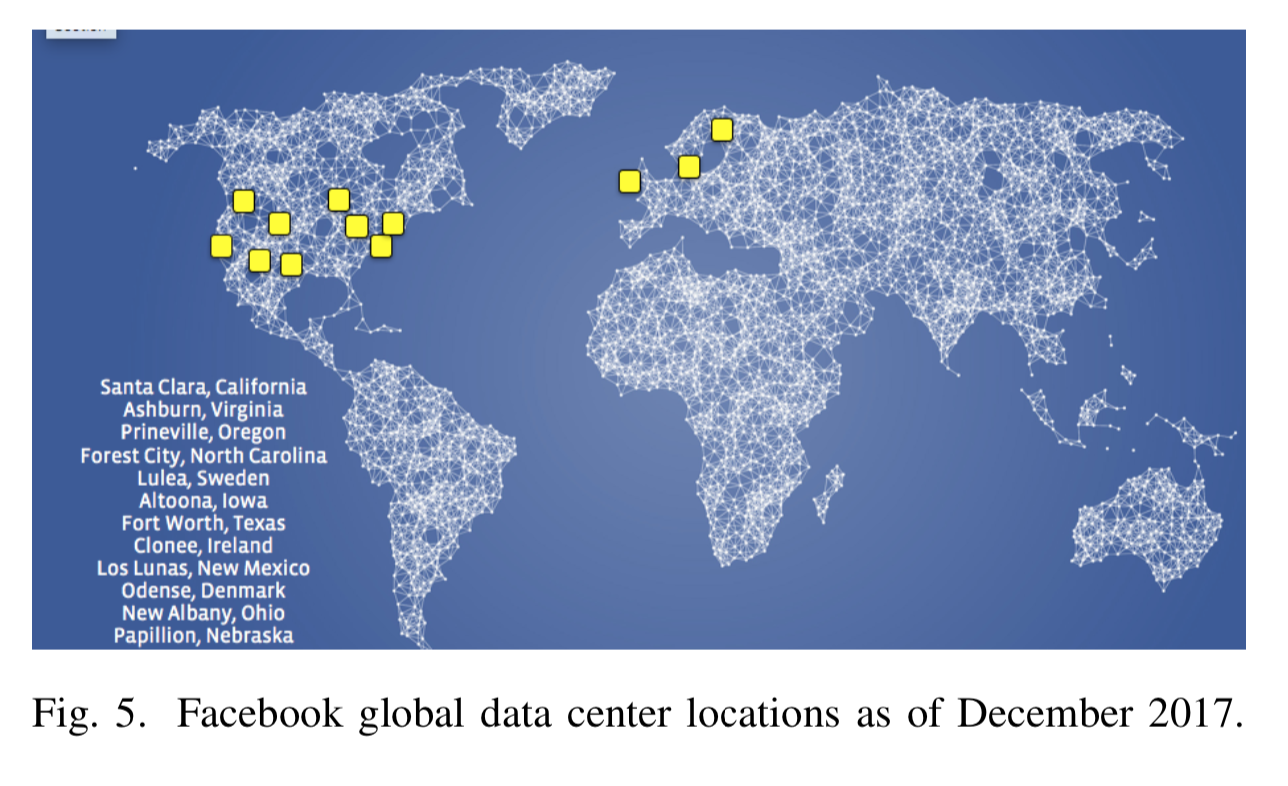 Santa Clara, California
Ashburn, Virginia
Prineville, Oregon
Forest City, North Carolina
Lulea, Sweden
Altoona, Iowa
Fort Worth, Texas
Clonee, Ireland
Los Lunas, New Mexico
Odense, Denmark
New Albany, Ohio
Papillion, Nebraska
Fig. 5. Facebook global data center locations as of December 2017.